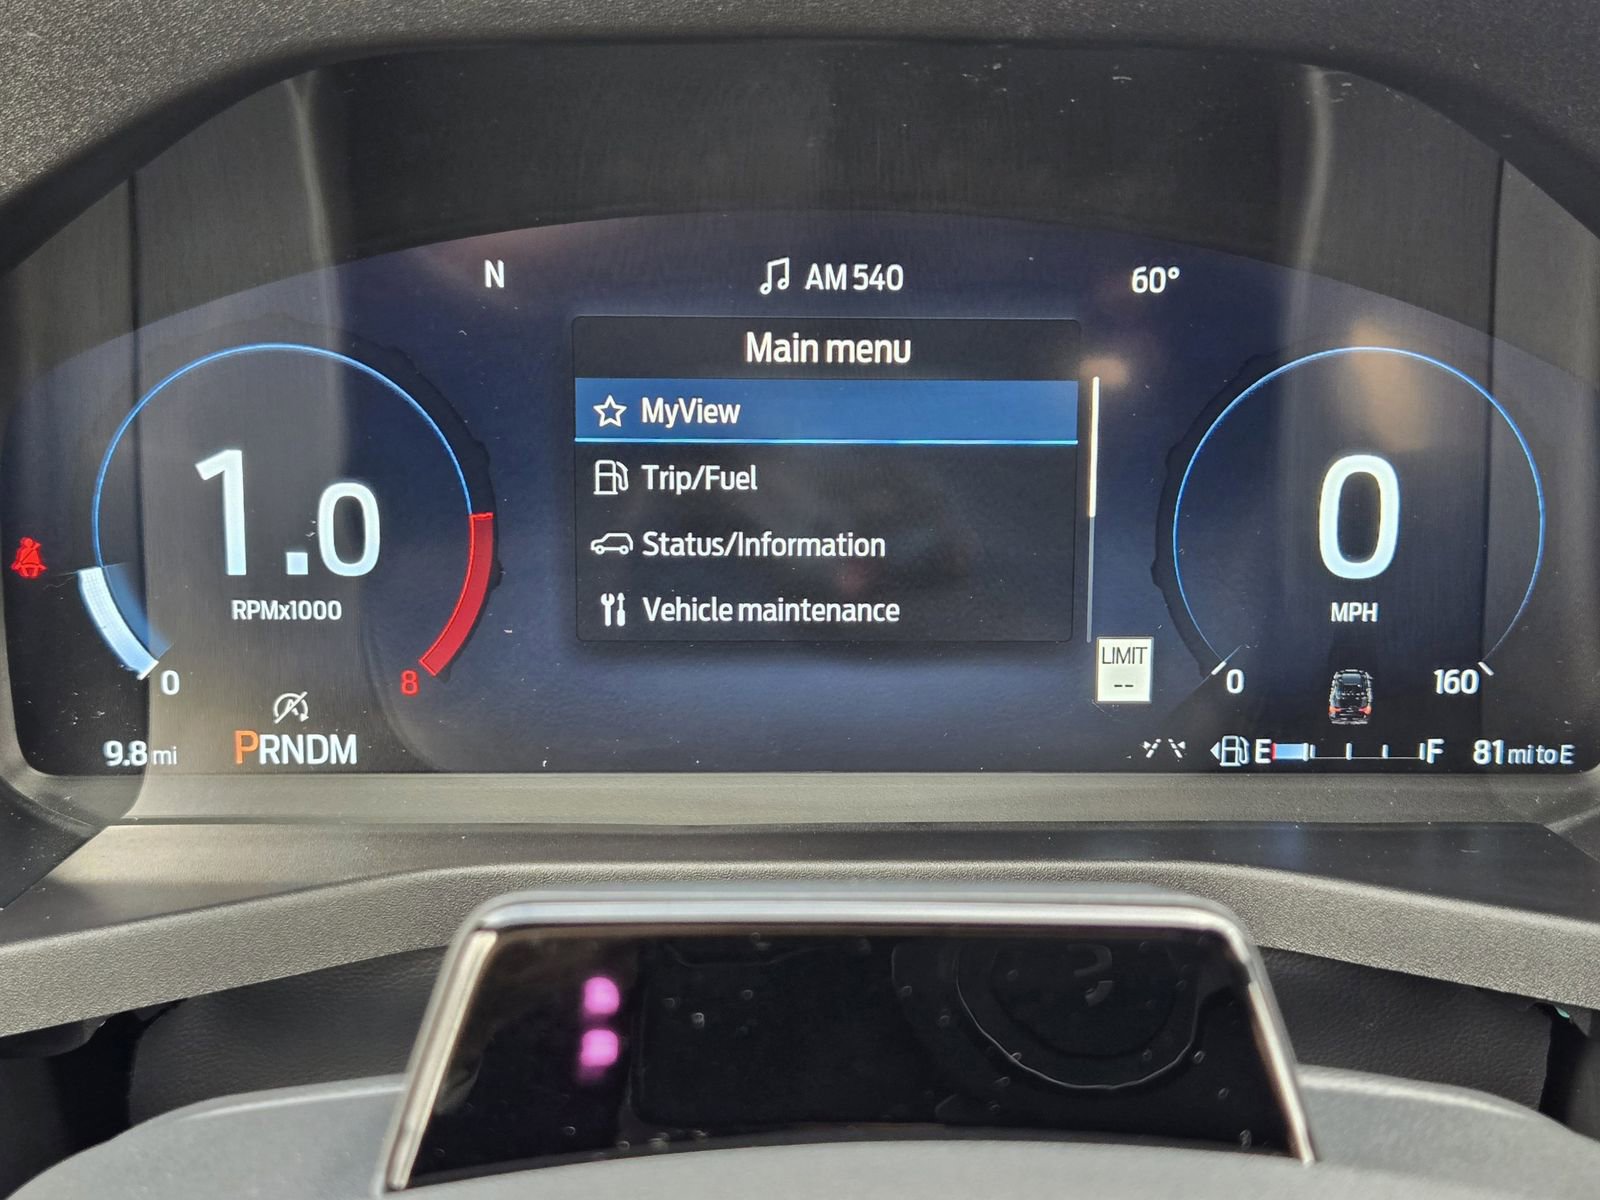 N
AM 540
60°
Main menu
MyView
Trip/Fuel
Status/Information
Vehicle maintenance
1.0
RPMx1000
0
8
0
MPH
LIMIT
--
0
160
9.8 mi
PRNDM
E
F
81 mi to E